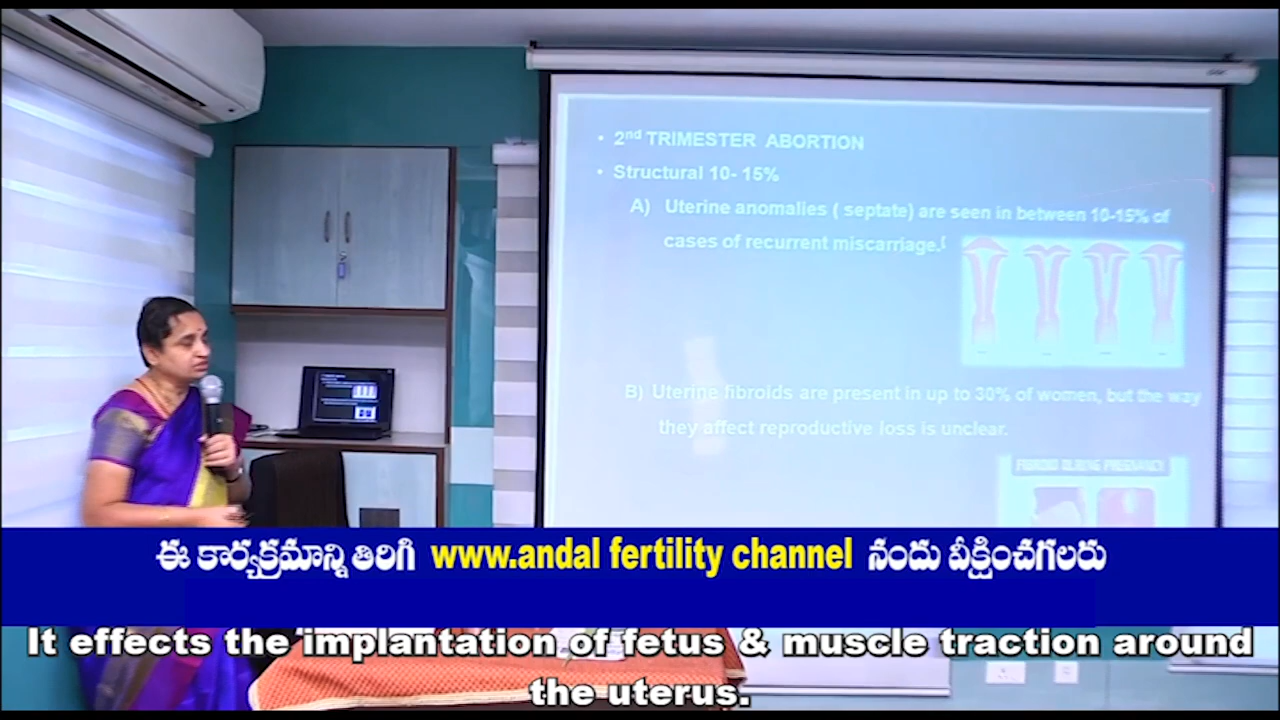 • 2nd TRIMESTER ABORTION
• Structural 10- 15%
A) Uterine anomalies ( septate) are seen in between 10-15% of
cases of recurrent miscarriage.
B) Uterine fibroids are present in up to 30% of women, but the way
they affect reproductive loss is unclear.
FIBROID DURING PREGNANCY
ఈ కార్యక్రమాన్ని తిరిగి www.andal fertility channel నందు వీక్షించగలరు
It effects the implantation of fetus & muscle traction around
the uterus.